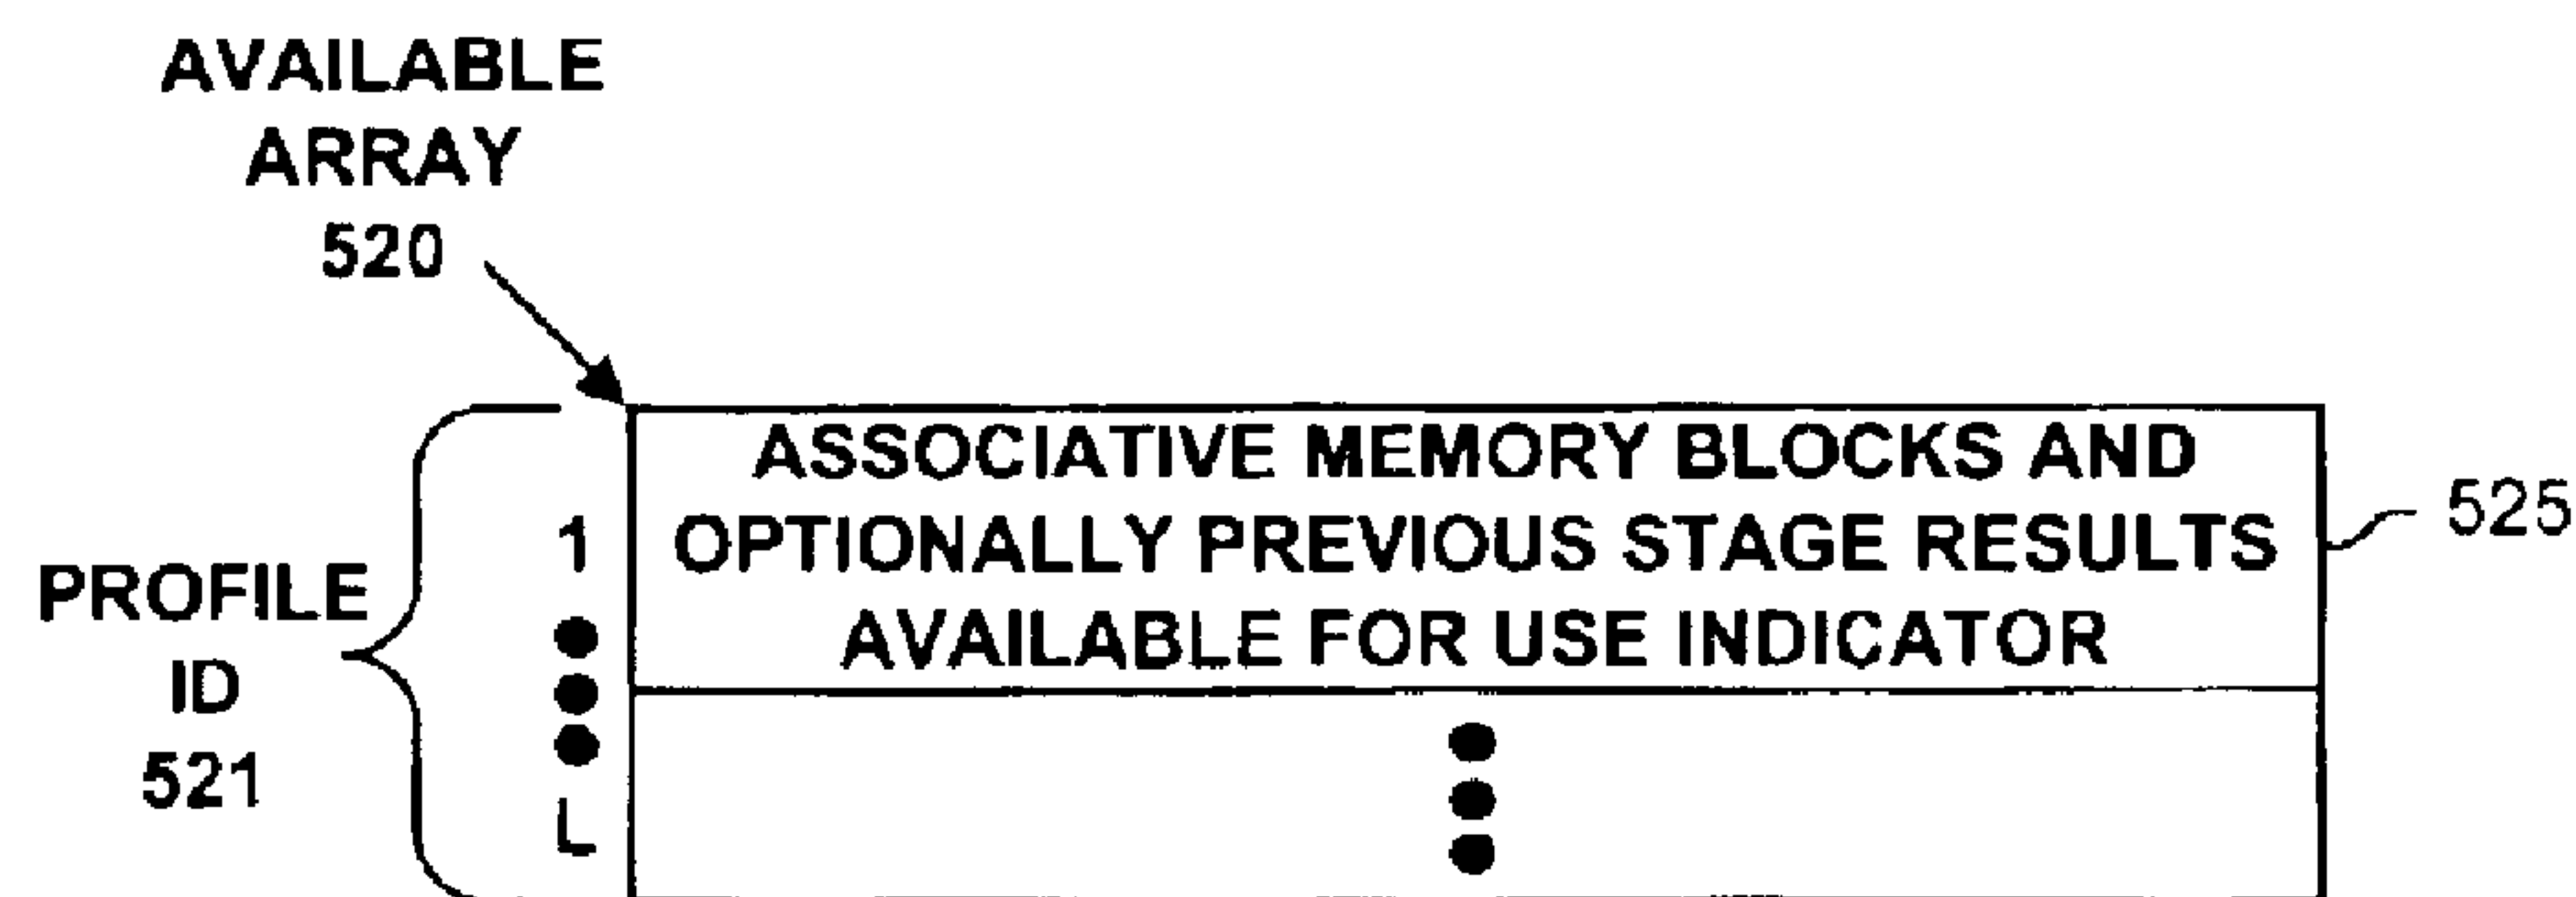 AVAILABLE
ARRAY
520
ASSOCIATIVE MEMORY BLOCKS AND
OPTIONALLY PREVIOUS STAGE RESULTS
AVAILABLE FOR USE INDICATOR
525
PROFILE
ID
521
1
L